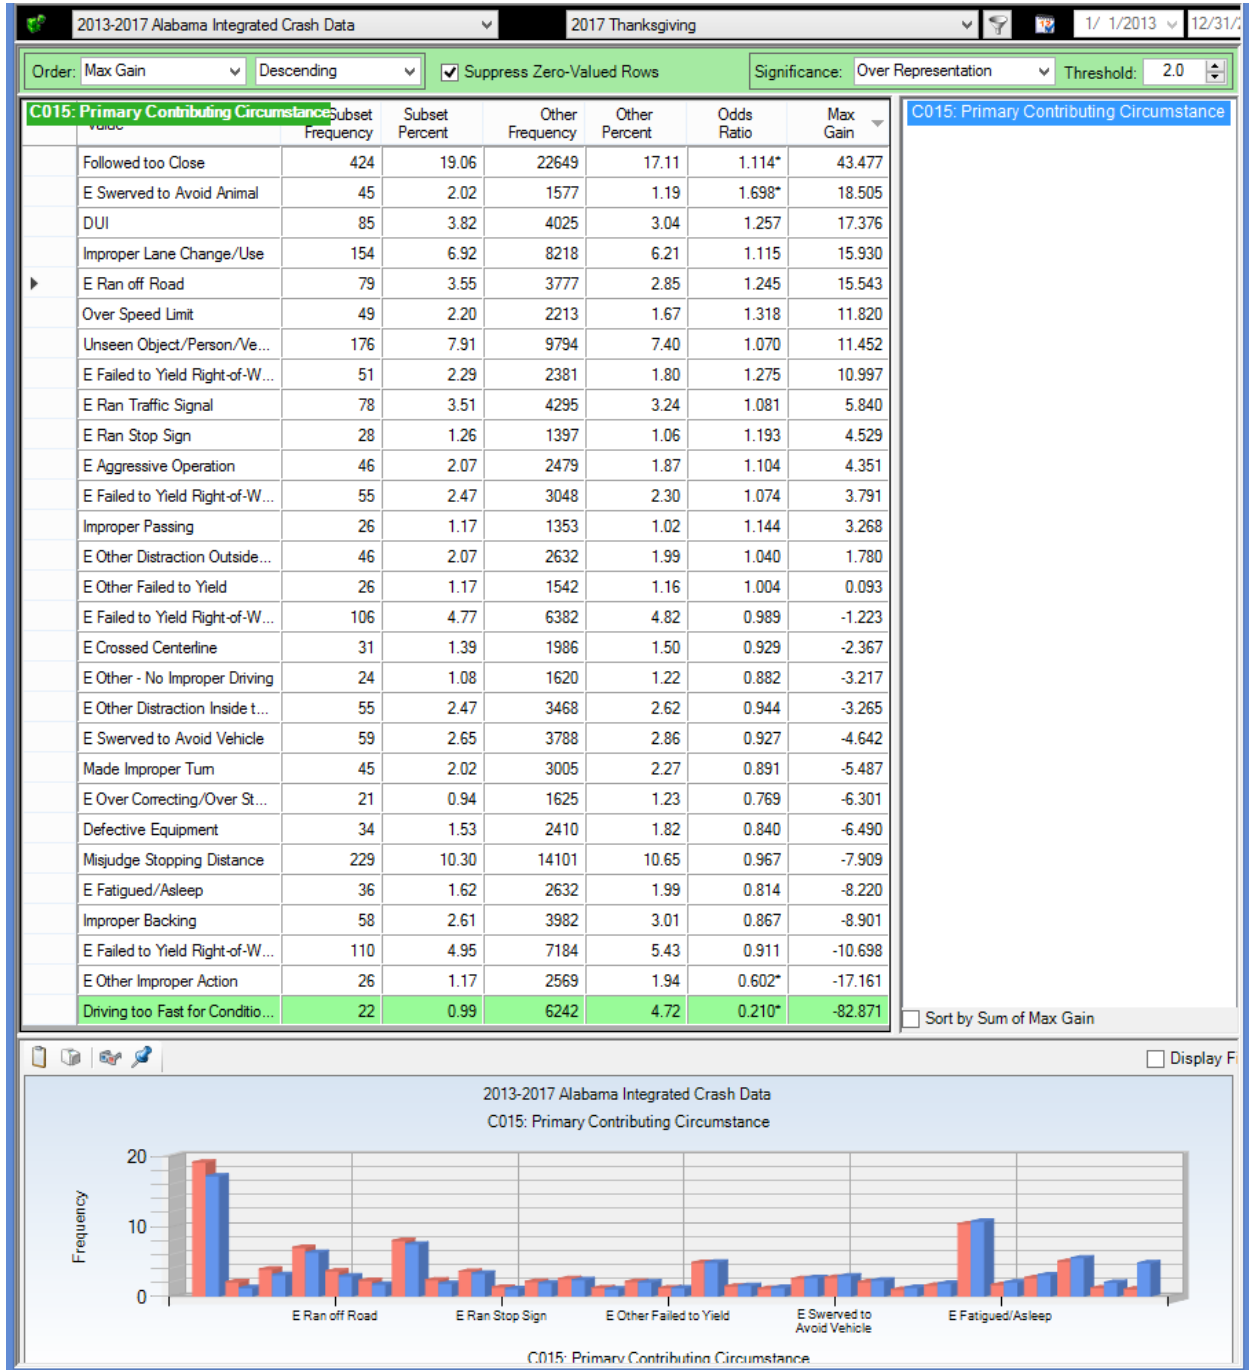 2013-2017 Alabama Integrated Crash Data 2017 Thanksgiving 1/ 1/2013 12/31/2
Order: Max Gain Descending Suppress Zero-Valued Rows Significance: Over Representation Threshold: 2.0
C015: Primary Contributing Circumstance Subset Frequency Subset Percent Other Frequency Other Percent Odds Ratio Max Gain C015: Primary Contributing Circumstance
Followed too Close 424 19.06 22649 17.11 1.114* 43.477
E Swerved to Avoid Animal 45 2.02 1577 1.19 1.698* 18.505
DUI 85 3.82 4025 3.04 1.257 17.376
Improper Lane Change/Use 154 6.92 8218 6.21 1.115 15.930
E Ran off Road 79 3.55 3777 2.85 1.245 15.543
Over Speed Limit 49 2.20 2213 1.67 1.318 11.820
Unseen Object/Person/Ve... 176 7.91 9794 7.40 1.070 11.452
E Failed to Yield Right-of-W... 51 2.29 2381 1.80 1.275 10.997
E Ran Traffic Signal 78 3.51 4295 3.24 1.081 5.840
E Ran Stop Sign 28 1.26 1397 1.06 1.193 4.529
E Aggressive Operation 46 2.07 2479 1.87 1.104 4.351
E Failed to Yield Right-of-W... 55 2.47 3048 2.30 1.074 3.791
Improper Passing 26 1.17 1353 1.02 1.144 3.268
E Other Distraction Outside... 46 2.07 2632 1.99 1.040 1.780
E Other Failed to Yield 26 1.17 1542 1.16 1.004 0.093
E Failed to Yield Right-of-W... 106 4.77 6382 4.82 0.989 -1.223
E Crossed Centerline 31 1.39 1986 1.50 0.929 -2.367
E Other - No Improper Driving 24 1.08 1620 1.22 0.882 -3.217
E Other Distraction Inside t... 55 2.47 3468 2.62 0.944 -3.265
E Swerved to Avoid Vehicle 59 2.65 3788 2.86 0.927 -4.642
Made Improper Turn 45 2.02 3005 2.27 0.891 -5.487
E Over Correcting/Over St... 21 0.94 1625 1.23 0.769 -6.301
Defective Equipment 34 1.53 2410 1.82 0.840 -6.490
Misjudge Stopping Distance 229 10.30 14101 10.65 0.967 -7.909
E Fatigued/Asleep 36 1.62 2632 1.99 0.814 -8.220
Improper Backing 58 2.61 3982 3.01 0.867 -8.901
E Failed to Yield Right-of-W... 110 4.95 7184 5.43 0.911 -10.698
E Other Improper Action 26 1.17 2569 1.94 0.602* -17.161
Driving too Fast for Conditio... 22 0.99 6242 4.72 0.210* -82.871
Sort by Sum of Max Gain
Display Fi
2013-2017 Alabama Integrated Crash Data
C015: Primary Contributing Circumstance
20
10
0
Frequency
E Ran off Road E Ran Stop Sign E Other Failed to Yield E Swerved to Avoid Vehicle E Fatigued/Asleep
C015: Primary Contributing Circumstance